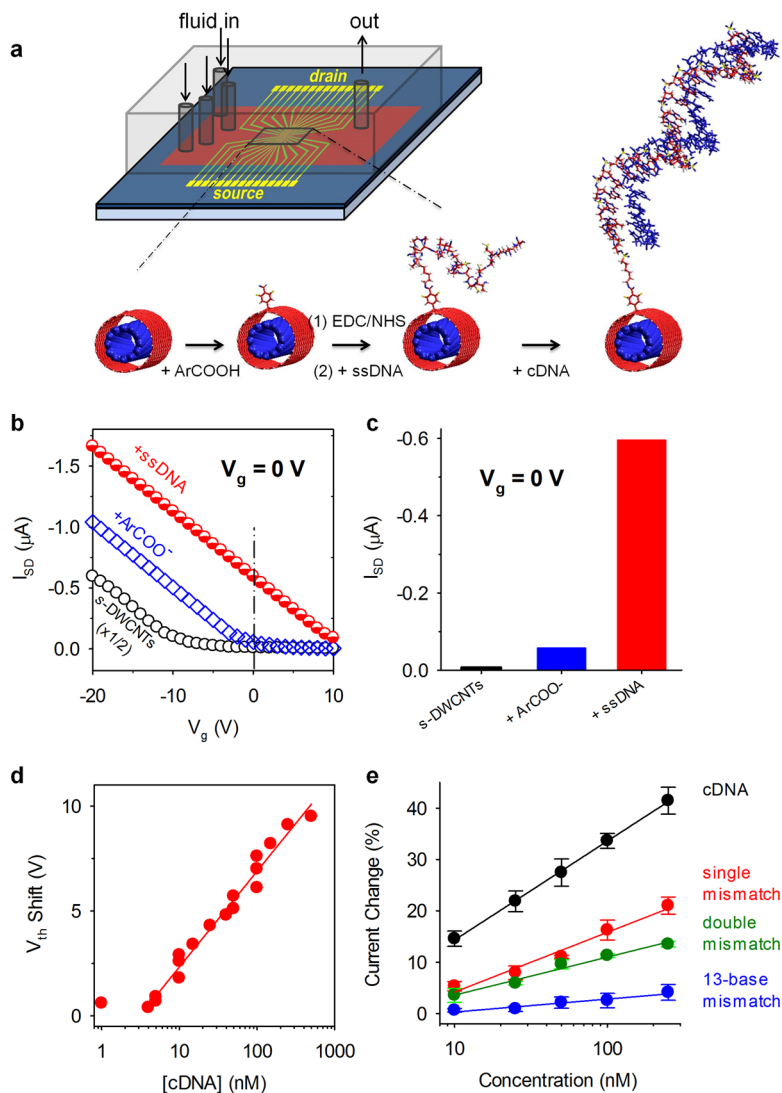 a
fluid in
out
drain
source
(1) EDC/NHS
+ ArCOOH
(2) + ssDNA
+ cDNA
b
-1.5
-1.0
-0.5
0.0
I_SD (μA)
+ssDNA
V_g = 0 V
+ArCOO⁻
s-DWCNTs
(x1/2)
-20
-10
0
10
V_g (V)
c
-0.6
-0.4
-0.2
0.0
I_SD (μA)
V_g = 0 V
s-DWCNTs
+ ArCOO-
+ ssDNA
d
10
5
0
V_th Shift (V)
1
10
100
1000
[cDNA] (nM)
e
40
30
20
10
0
Current Change (%)
cDNA
single
mismatch
double
mismatch
13-base
mismatch
10
100
Concentration (nM)